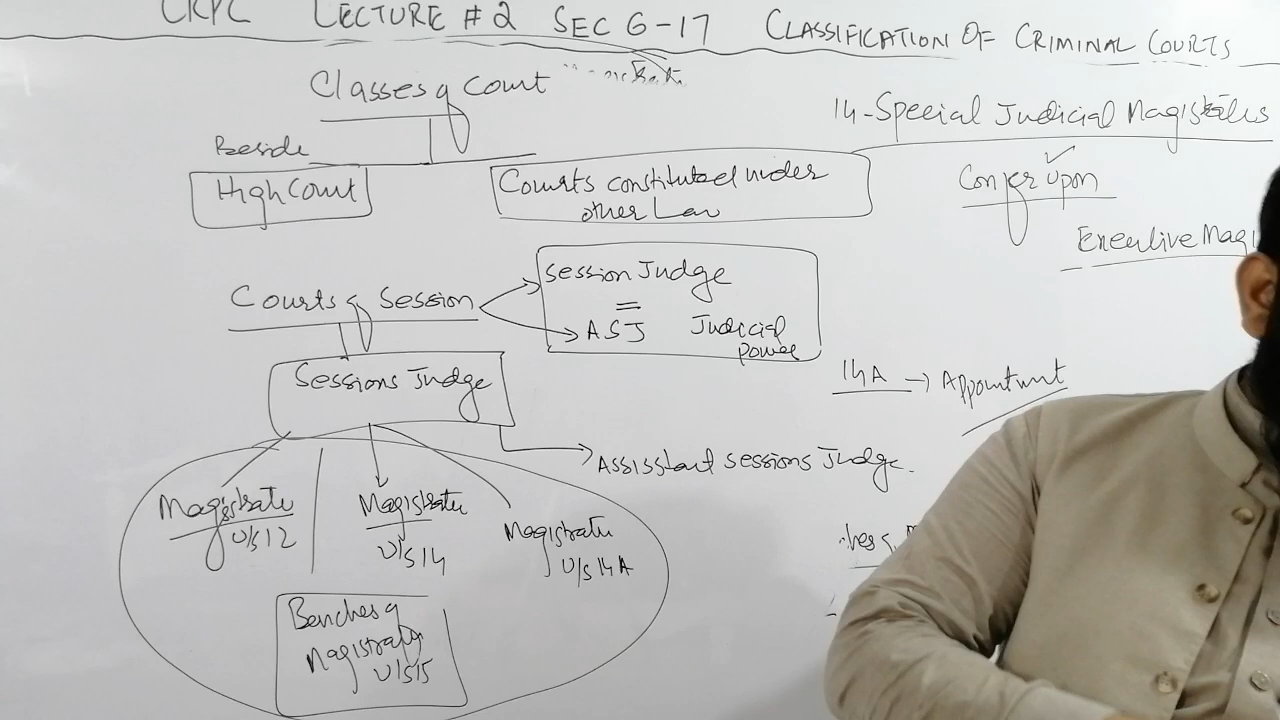 CRPC LECTURE #2 SEC 6-17 CLASSIFICATION OF CRIMINAL COURTS
Classes of Court
Beside
High Court
Courts constituted under
other Law
Courts of Session
Session Judge
=
ASJ Judicial
power
Sessions Judge
Assisstant sessions Judge.
Magistrate
U/s 12
Magistrate
U/s 14
Magistrate
U/s 14A
Benches of
Magistrate
U/s 15
14-Special Judicial Magistrates
✓
Confer Upon
Executive Magi
14A → Appointment